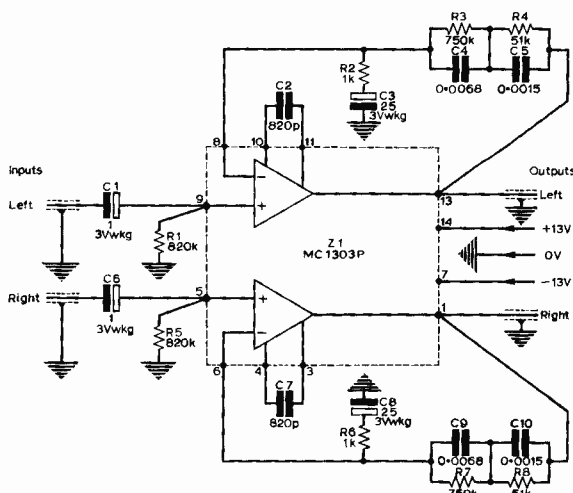 R3
750k
C4
0·0068
R4
51k
C5
0·0015
R2
1k
C3
25
3Vwkg
C2
820p
8
10
11
Inputs
Outputs
Left
C1
1
3Vwkg
9
R1
820k
13
Left
14
+13V
Z1
MC1303P
0V
7
-13V
Right
C6
1
3Vwkg
5
R5
820k
1
Right
6
4
3
C7
820p
C8
25
3Vwkg
R6
1k
C9
0·0068
R7
750k
C10
0·0015
R8
51k